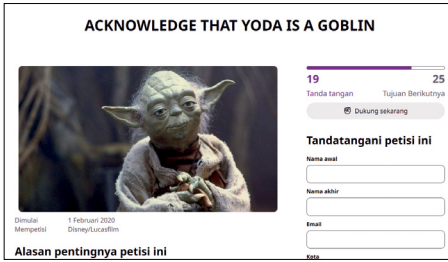 ACKNOWLEDGE THAT YODA IS A GOBLIN
19
25
Tanda tangan
Tujuan Berikutnya
Dukung sekarang
Tandatangani petisi ini
Nama awal
Nama akhir
Email
Kota
Dimulai 1 Februari 2020
Mempetisi Disney/Lucasfilm
Alasan pentingnya petisi ini